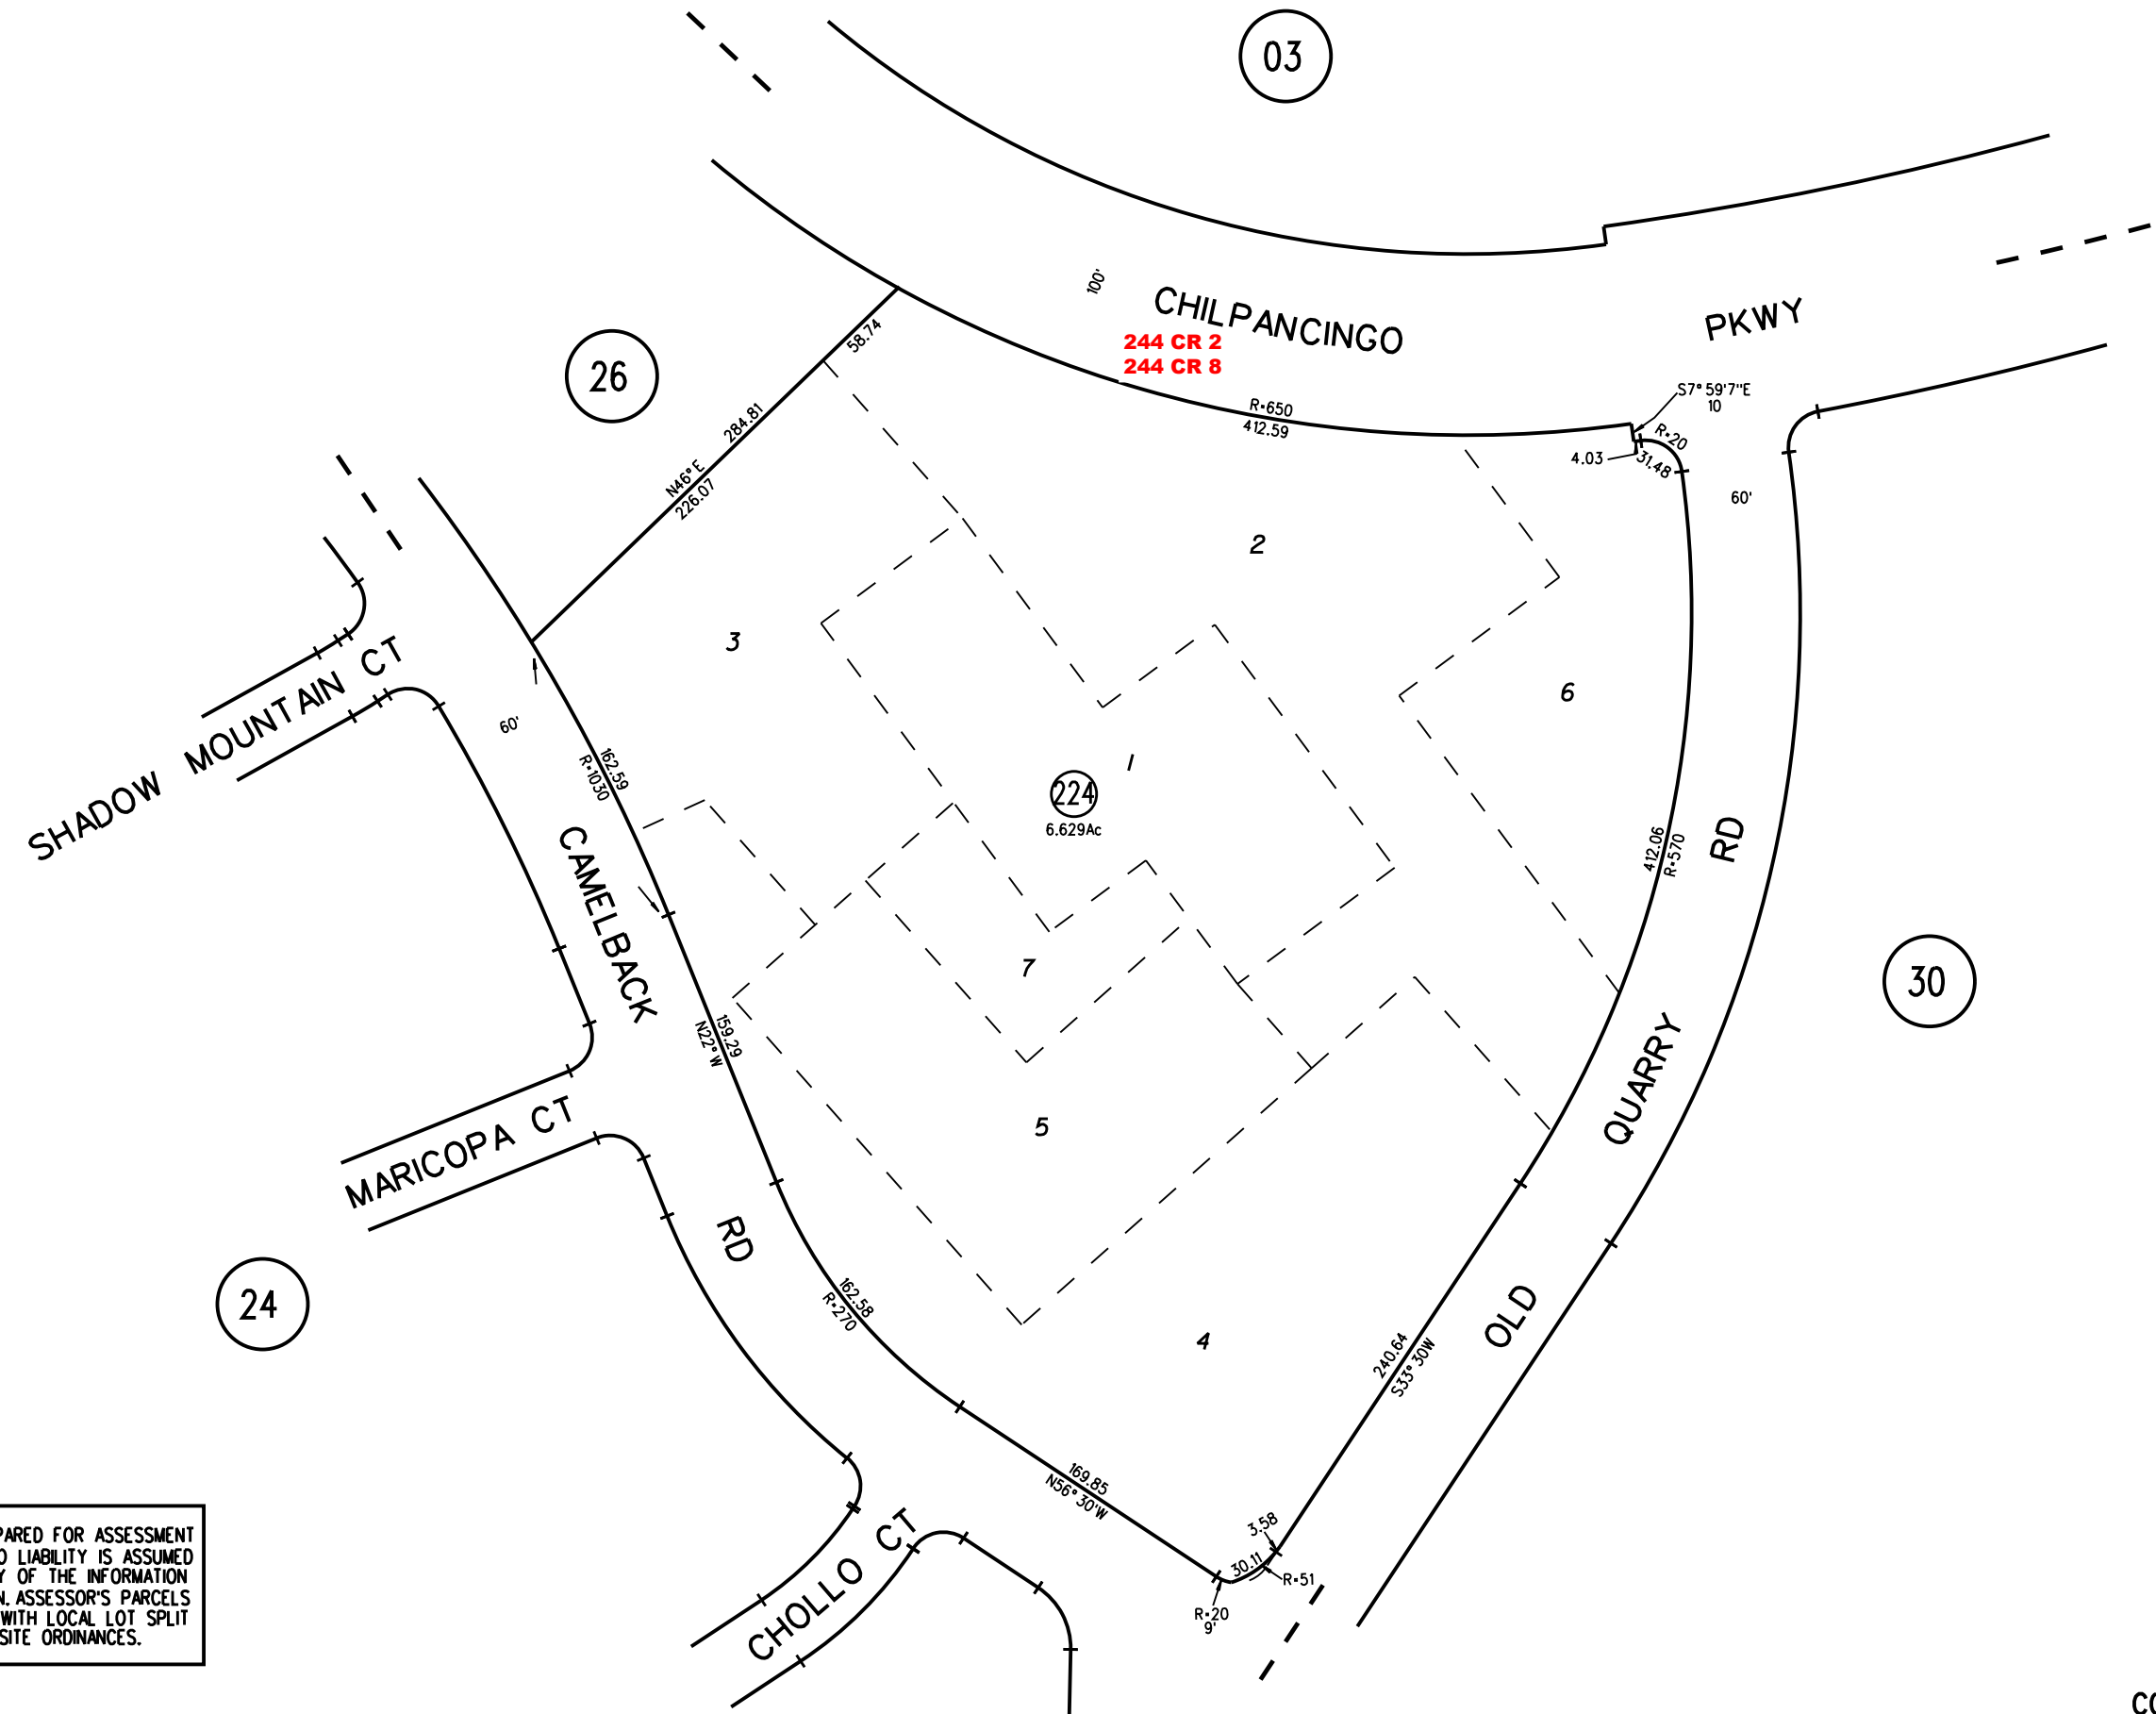 03
CHILPANCINGO
PKWY
100'
244 CR 2
244 CR 8
26
58.74
284.81
N46° E
226.07
R•650
412.59
S7° 59'7"E
10
R•20
4.03
31.48
60'
2
3
6
SHADOW MOUNTAIN CT
60'
162.59
R•1030
1
224
6.629Ac
412.06
R•570
CAMELBACK
RD
7
30
159.29
N22° W
OLD QUARRY RD
MARICOPA CT
5
24
162.58
R•270
4
240.64
S33° 30W
169.85
N56° 30'W
3.58
30.11
R•51
R•20
9'
CHOLLO CT
PARED FOR ASSESSMENT
LIABILITY IS ASSUMED
OF THE INFORMATION
ASSESSOR'S PARCELS
WITH LOCAL LOT SPLIT
SITE ORDINANCES.